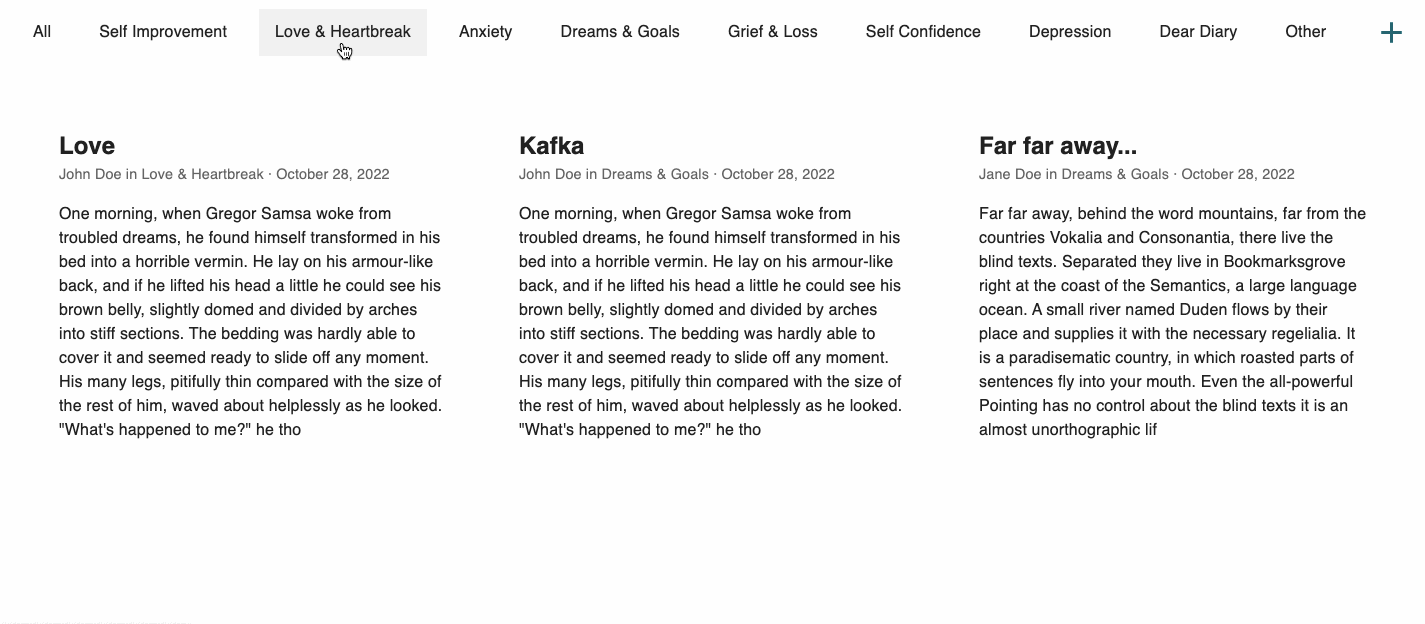 All Self Improvement Love & Heartbreak Anxiety Dreams & Goals Grief & Loss Self Confidence Depression Dear Diary Other +
Love
John Doe in Love & Heartbreak · October 28, 2022
One morning, when Gregor Samsa woke from
troubled dreams, he found himself transformed in his
bed into a horrible vermin. He lay on his armour-like
back, and if he lifted his head a little he could see his
brown belly, slightly domed and divided by arches
into stiff sections. The bedding was hardly able to
cover it and seemed ready to slide off any moment.
His many legs, pitifully thin compared with the size of
the rest of him, waved about helplessly as he looked.
"What's happened to me?" he tho
Kafka
John Doe in Dreams & Goals · October 28, 2022
One morning, when Gregor Samsa woke from
troubled dreams, he found himself transformed in his
bed into a horrible vermin. He lay on his armour-like
back, and if he lifted his head a little he could see his
brown belly, slightly domed and divided by arches
into stiff sections. The bedding was hardly able to
cover it and seemed ready to slide off any moment.
His many legs, pitifully thin compared with the size of
the rest of him, waved about helplessly as he looked.
"What's happened to me?" he tho
Far far away...
Jane Doe in Dreams & Goals · October 28, 2022
Far far away, behind the word mountains, far from the
countries Vokalia and Consonantia, there live the
blind texts. Separated they live in Bookmarksgrove
right at the coast of the Semantics, a large language
ocean. A small river named Duden flows by their
place and supplies it with the necessary regelialia. It
is a paradisematic country, in which roasted parts of
sentences fly into your mouth. Even the all-powerful
Pointing has no control about the blind texts it is an
almost unorthographic lif